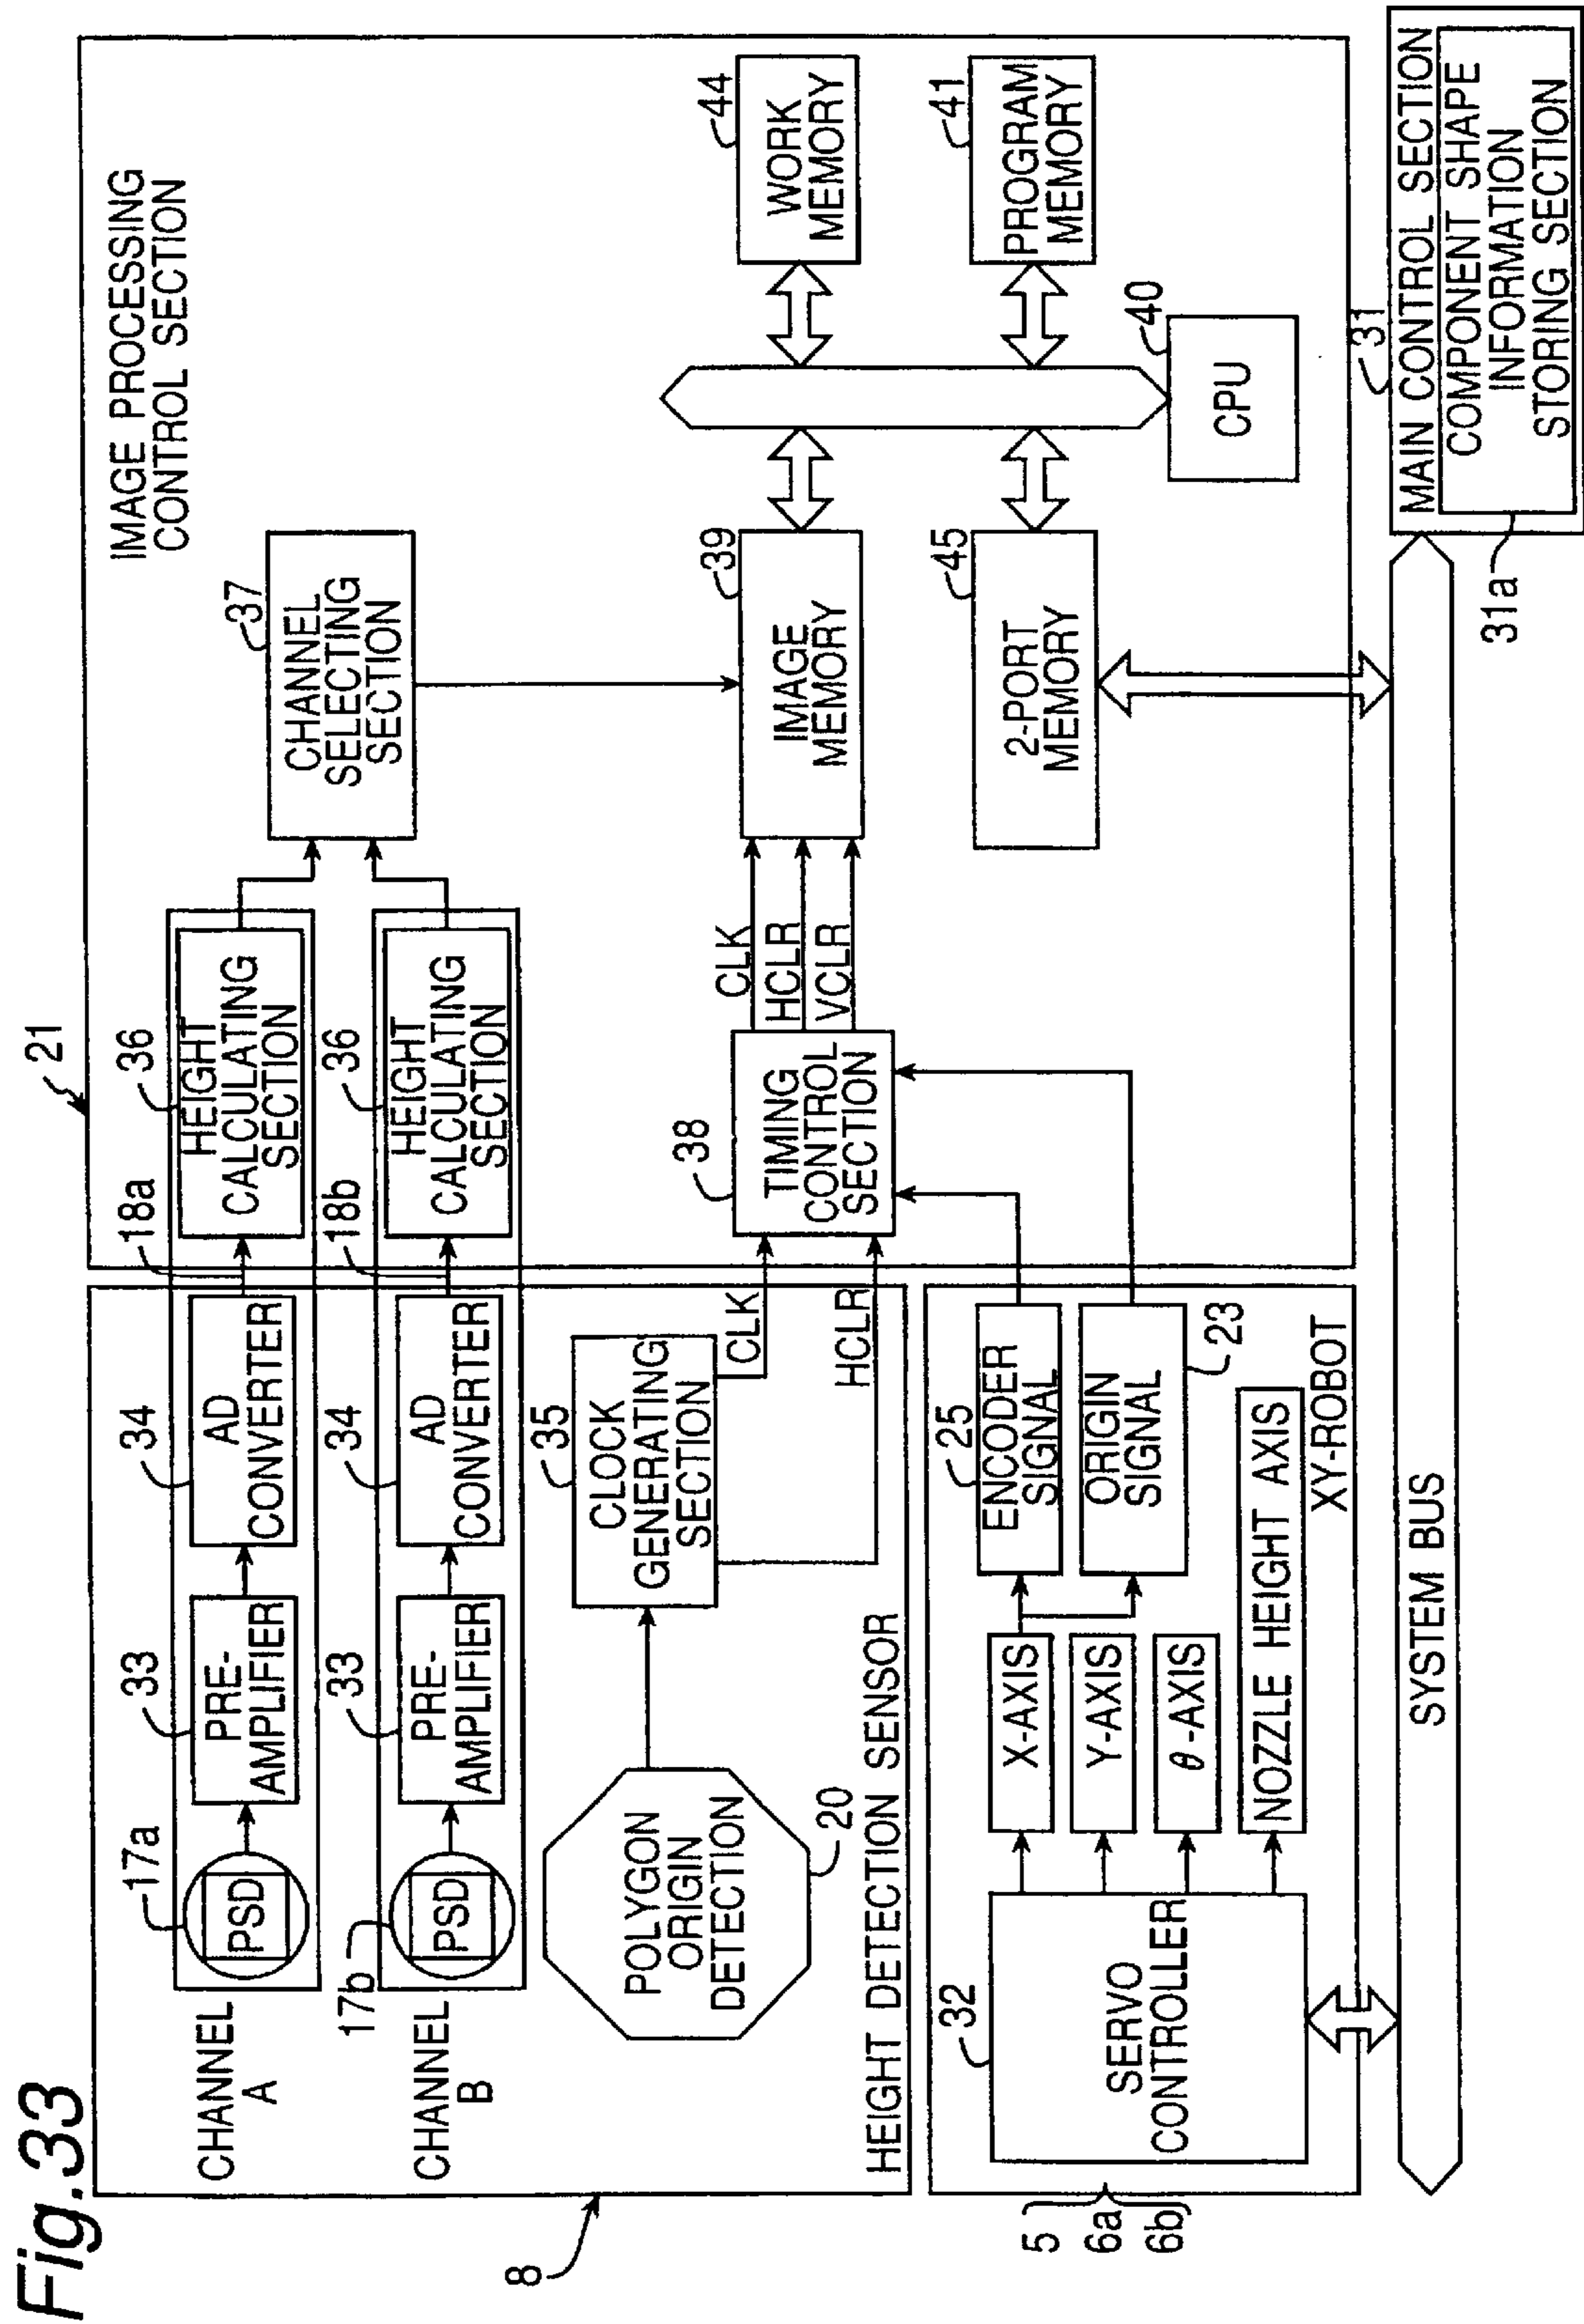 Fig.33
21
IMAGE PROCESSING
CONTROL SECTION
CHANNEL
A
17a
PSD
33
PRE-
AMPLIFIER
34
AD
CONVERTER
18a
36
HEIGHT
CALCULATING
SECTION
37
CHANNEL
SELECTING
SECTION
CHANNEL
B
17b
PSD
33
PRE-
AMPLIFIER
34
AD
CONVERTER
18b
36
HEIGHT
CALCULATING
SECTION
POLYGON
ORIGIN
DETECTION
20
35
CLOCK
GENERATING
SECTION
CLK
HCLR
HEIGHT DETECTION SENSOR
8
38
TIMING
CONTROL
SECTION
CLK
HCLR
VCLR
39
IMAGE
MEMORY
44
WORK
MEMORY
45
2-PORT
MEMORY
41
PROGRAM
MEMORY
40
CPU
5
6a
6b
32
SERVO
CONTROLLER
X-AXIS
Y-AXIS
θ-AXIS
NOZZLE HEIGHT AXIS
25
ENCODER
SIGNAL
ORIGIN
SIGNAL
23
XY-ROBOT
SYSTEM BUS
31
MAIN CONTROL SECTION
COMPONENT SHAPE
INFORMATION
STORING SECTION
31a